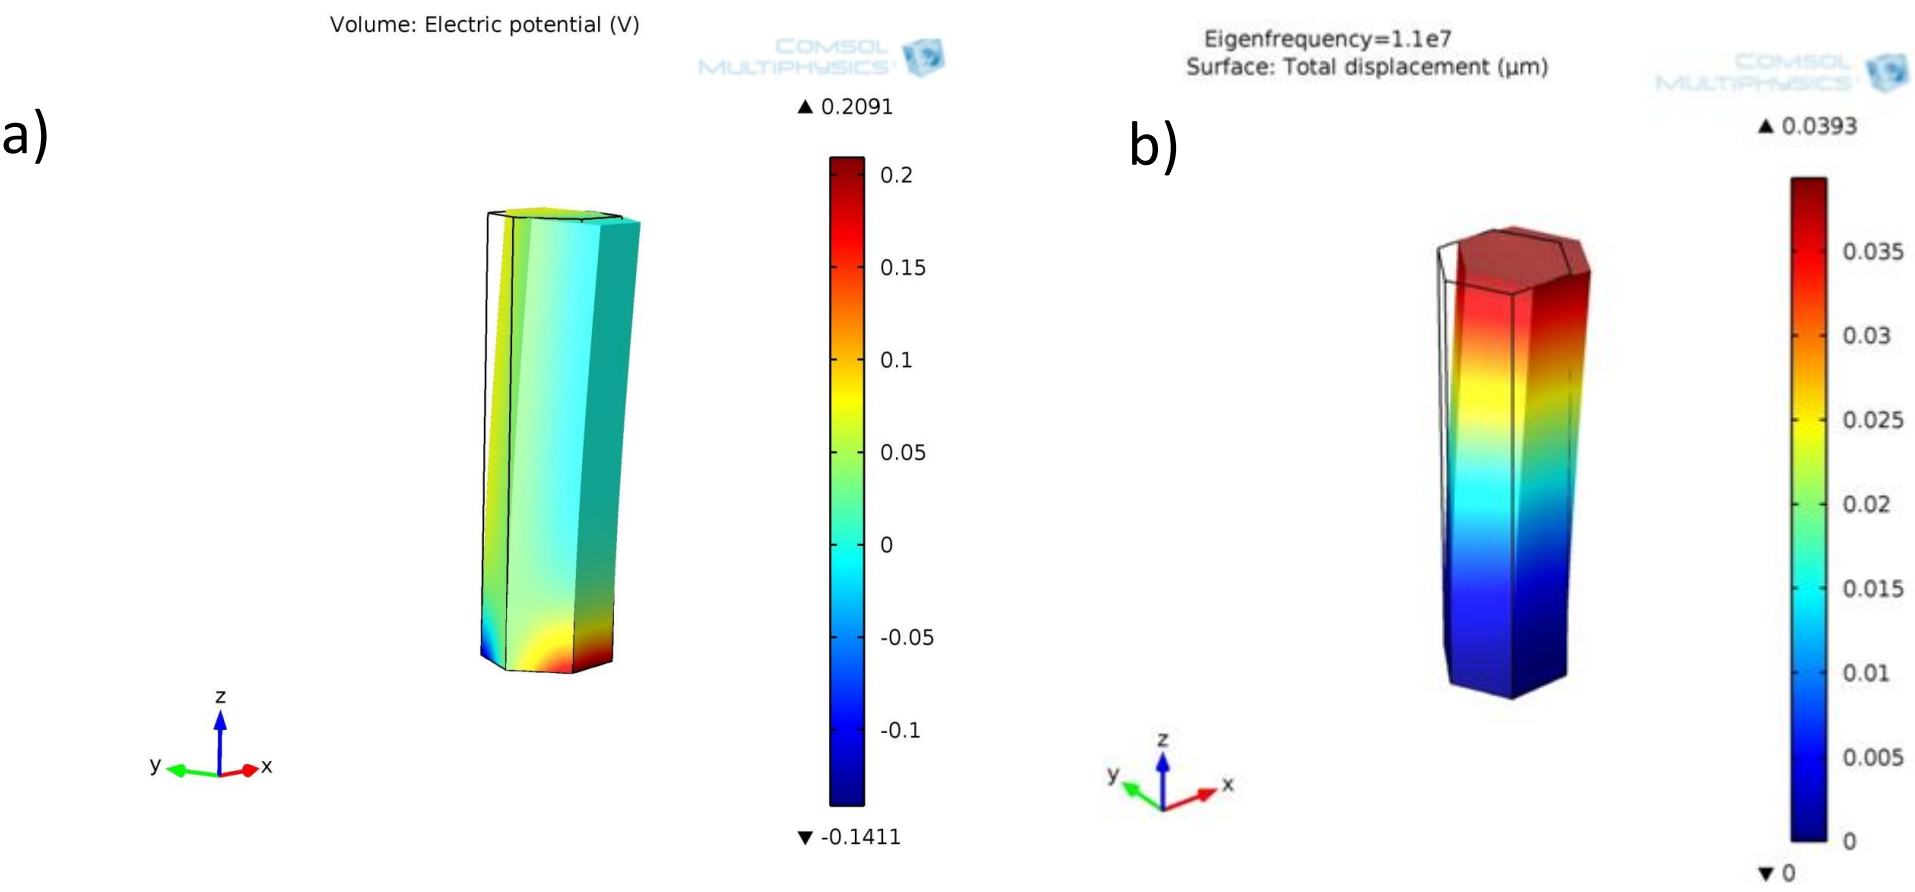 Volume: Electric potential (V)
COMSOL
MULTIPHYSICS
a)
▲ 0.2091
0.2
0.15
0.1
0.05
0
-0.05
-0.1
▼ -0.1411
z
y
x
Eigenfrequency=1.1e7
Surface: Total displacement (µm)
COMSOL
MULTIPHYSICS
b)
▲ 0.0393
0.035
0.03
0.025
0.02
0.015
0.01
0.005
0
▼ 0
z
y
x